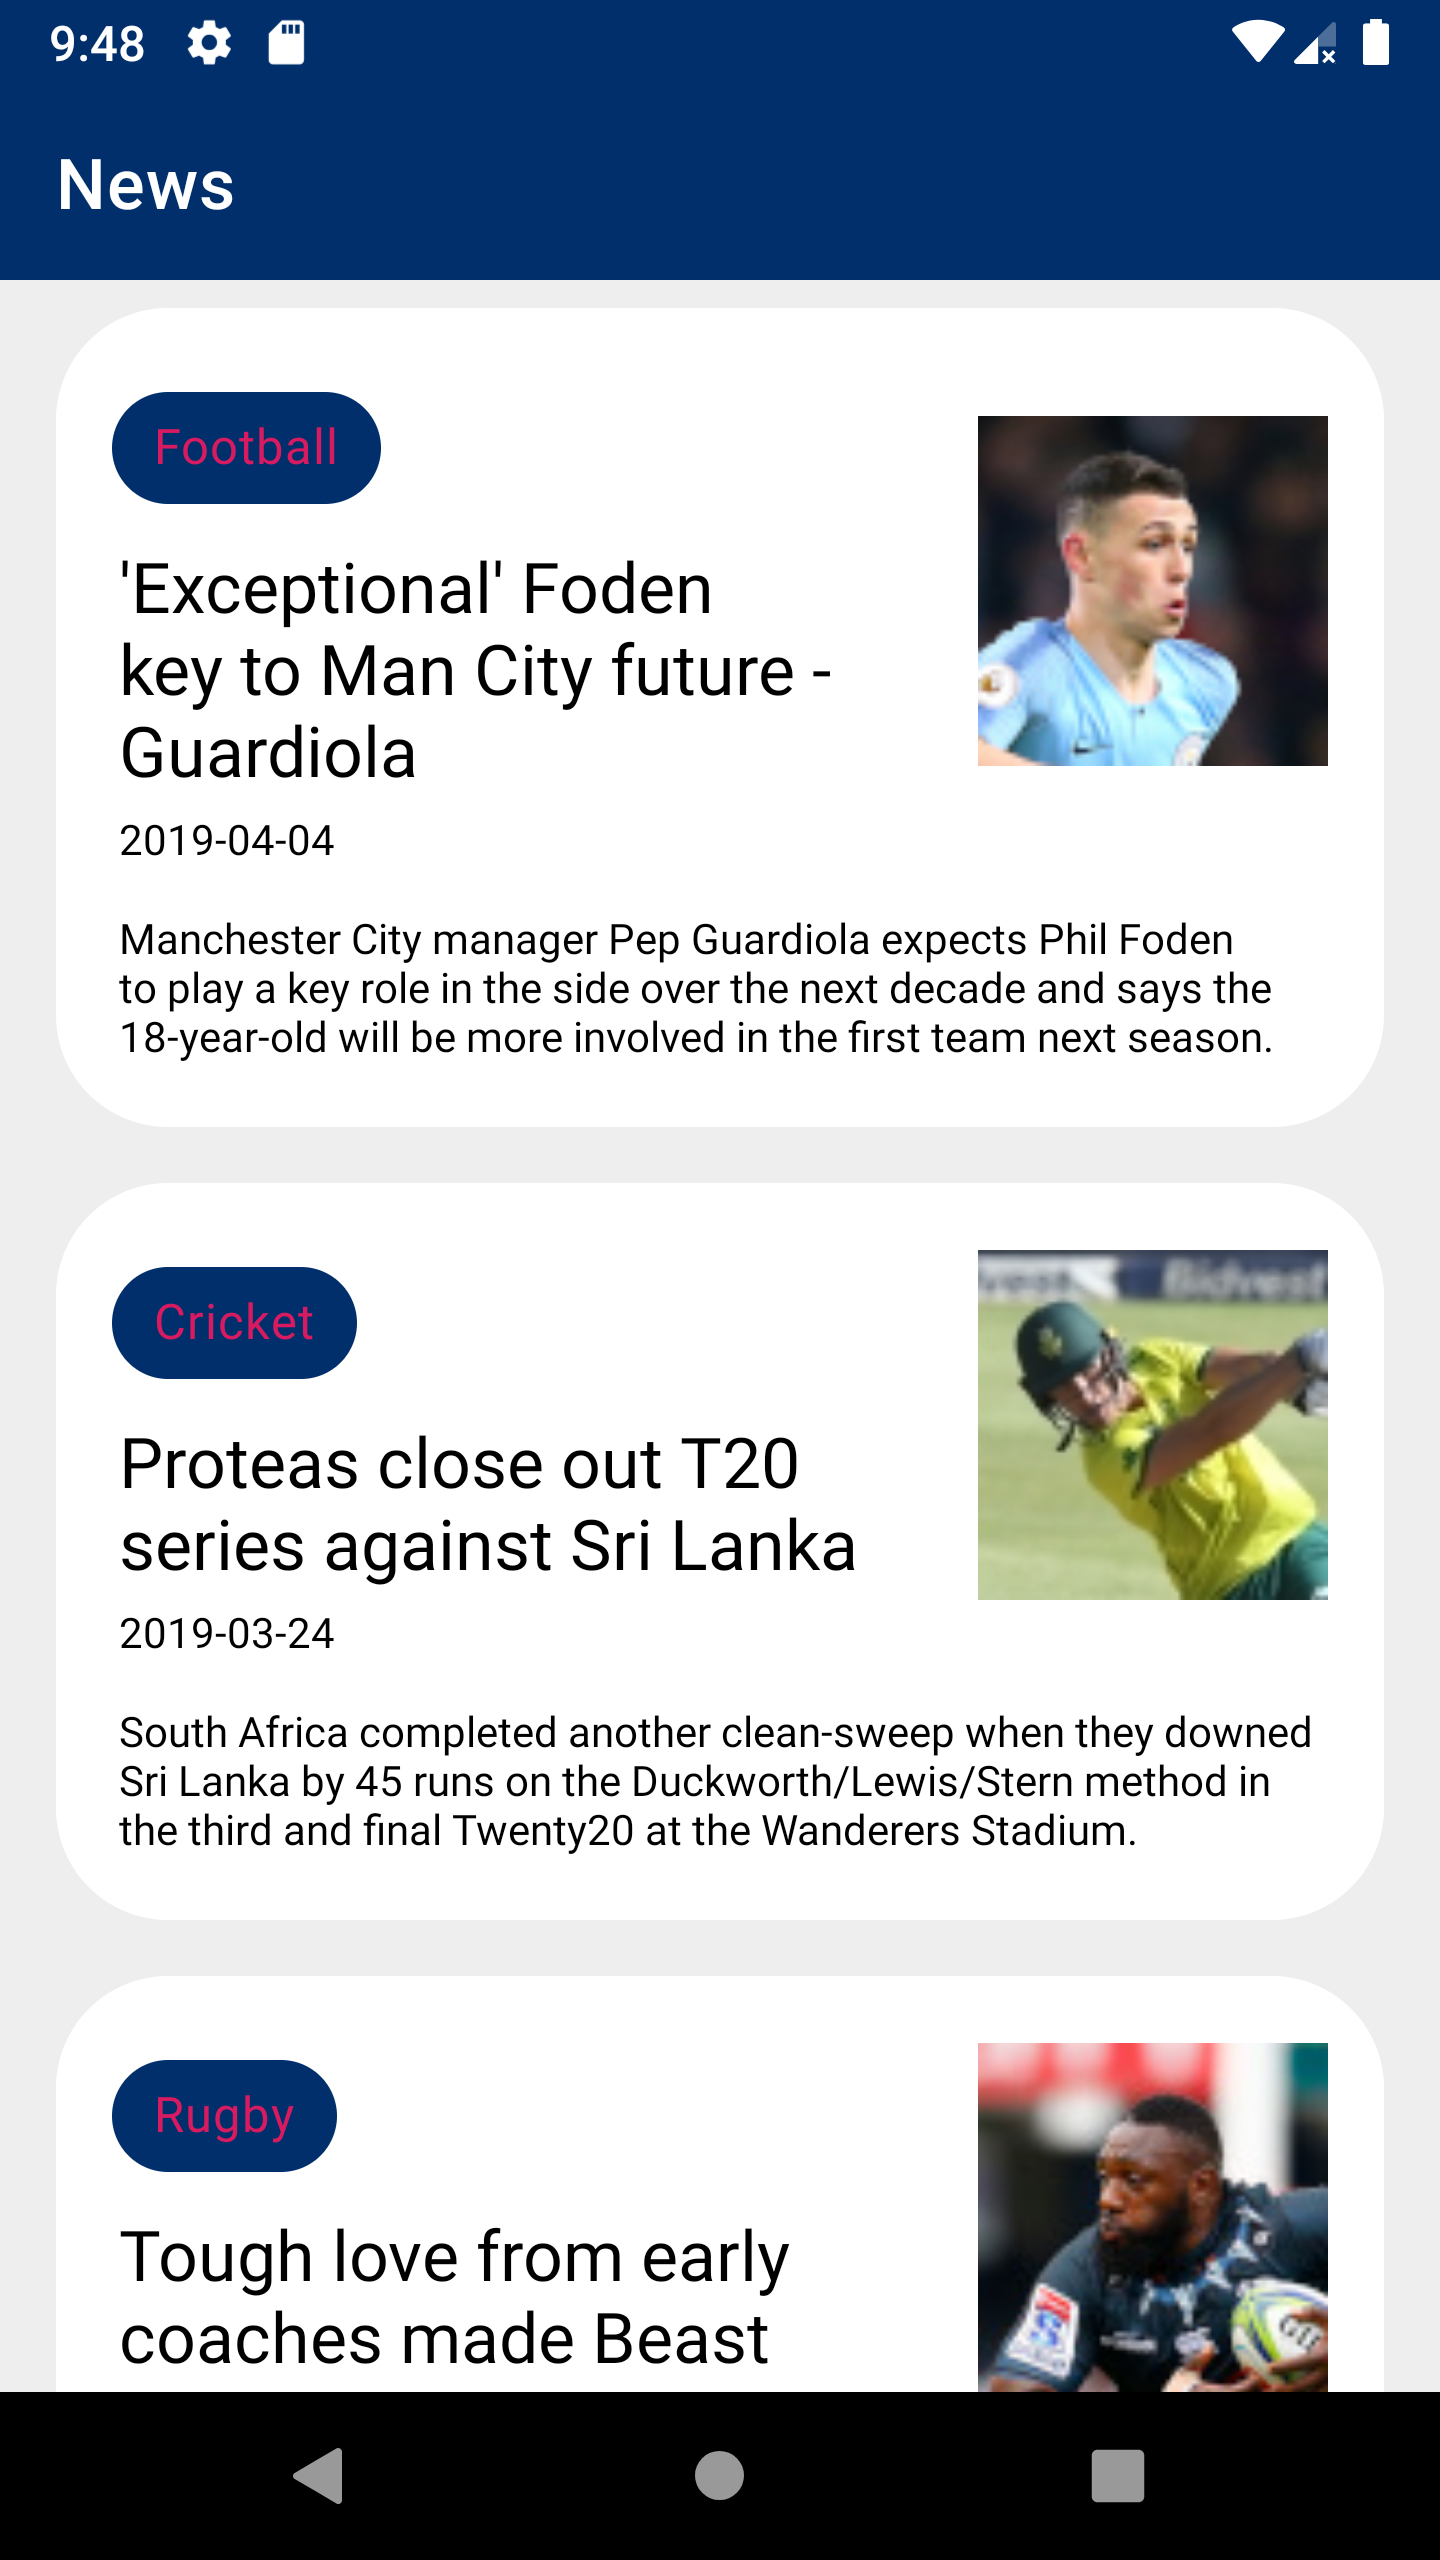 9:48
News
Football
'Exceptional' Foden
key to Man City future -
Guardiola
2019-04-04
Manchester City manager Pep Guardiola expects Phil Foden
to play a key role in the side over the next decade and says the
18-year-old will be more involved in the first team next season.
Bidvest
Cricket
Proteas close out T20
series against Sri Lanka
2019-03-24
South Africa completed another clean-sweep when they downed
Sri Lanka by 45 runs on the Duckworth/Lewis/Stern method in
the third and final Twenty20 at the Wanderers Stadium.
Rugby
Tough love from early
coaches made Beast